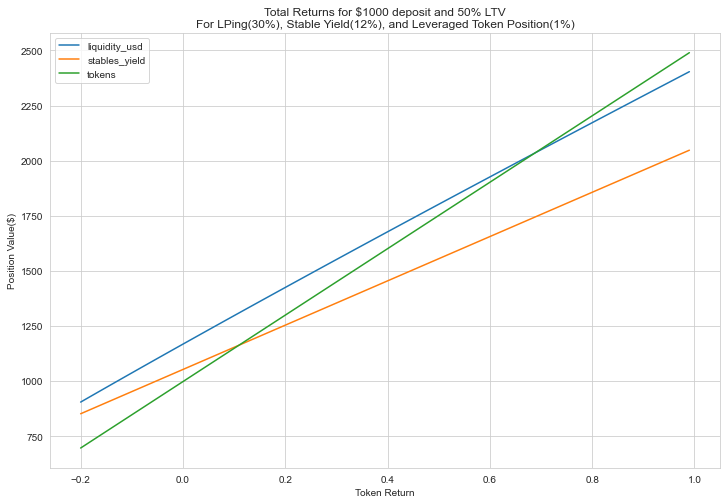 Total Returns for $1000 deposit and 50% LTV
For LPing(30%), Stable Yield(12%), and Leveraged Token Position(1%)
liquidity_usd
stables_yield
tokens
Position Value($)
2500
2250
2000
1750
1500
1250
1000
750
−0.2
0.0
0.2
0.4
0.6
0.8
1.0
Token Return